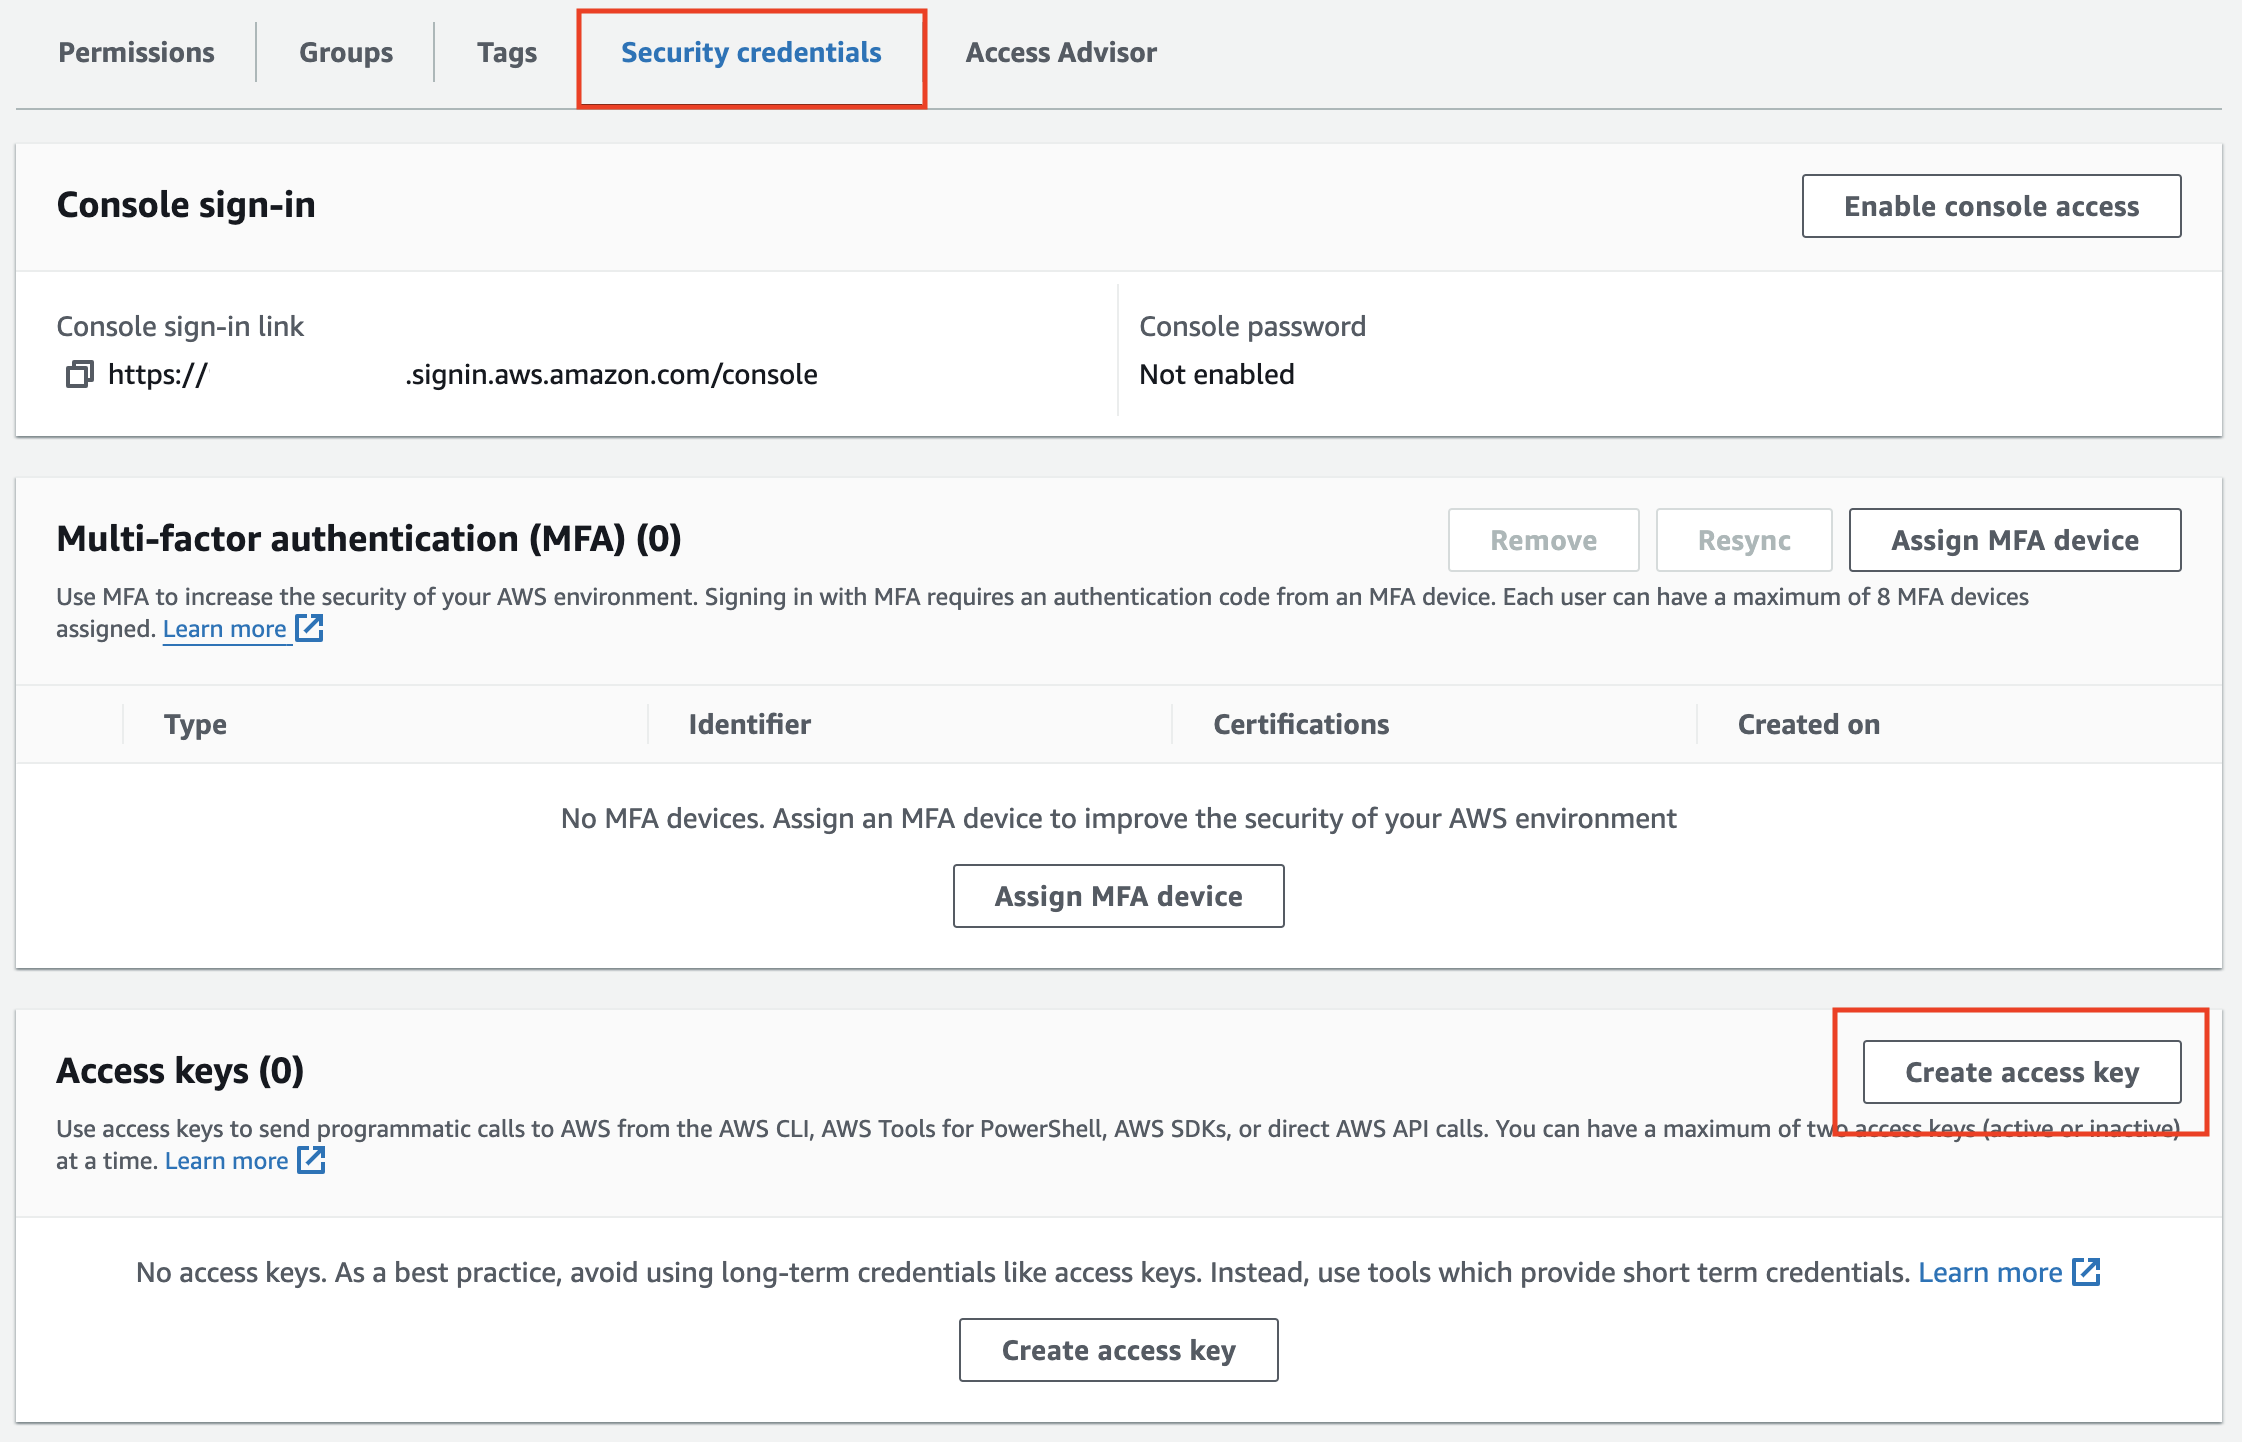 Permissions Groups Tags Security credentials Access Advisor
Console sign-in
Enable console access
Console sign-in link
https:// .signin.aws.amazon.com/console
Console password
Not enabled
Multi-factor authentication (MFA) (0)
Remove Resync Assign MFA device
Use MFA to increase the security of your AWS environment. Signing in with MFA requires an authentication code from an MFA device. Each user can have a maximum of 8 MFA devices
assigned. Learn more
Type Identifier Certifications Created on
No MFA devices. Assign an MFA device to improve the security of your AWS environment
Assign MFA device
Access keys (0)
Create access key
Use access keys to send programmatic calls to AWS from the AWS CLI, AWS Tools for PowerShell, AWS SDKs, or direct AWS API calls. You can have a maximum of two access keys (active or inactive)
at a time. Learn more
No access keys. As a best practice, avoid using long-term credentials like access keys. Instead, use tools which provide short term credentials. Learn more
Create access key